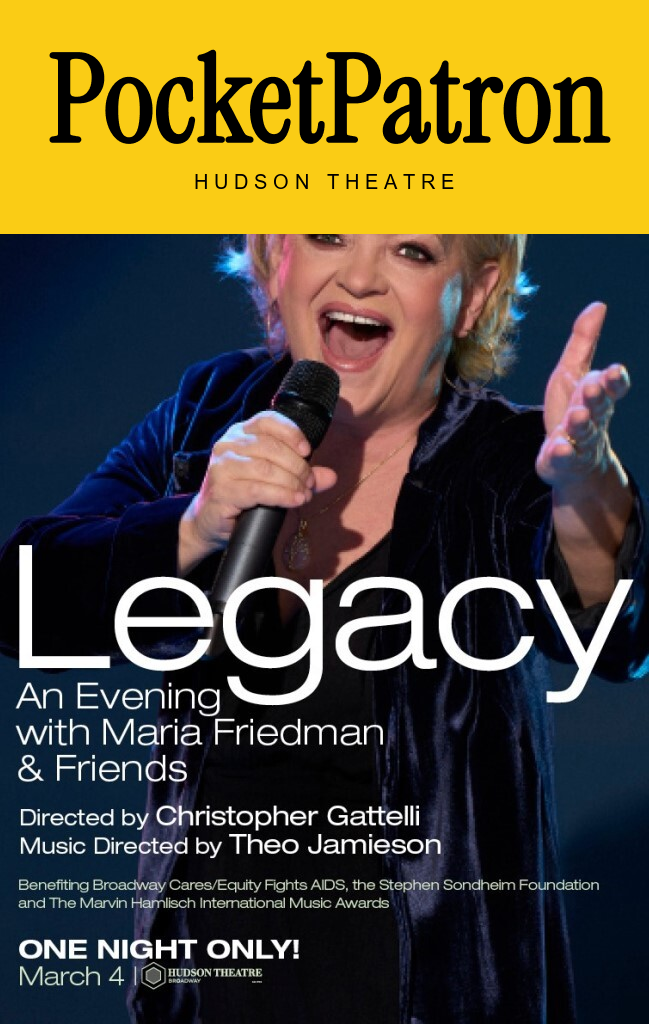 PocketPatron
HUDSON THEATRE
Legacy
An Evening
with Maria Friedman
& Friends
Directed by Christopher Gattelli
Music Directed by Theo Jamieson
Benefiting Broadway Cares/Equity Fights AIDS, the Stephen Sondheim Foundation
and The Marvin Hamlisch International Music Awards
ONE NIGHT ONLY!
March 4 | HUDSON THEATRE
BROADWAY